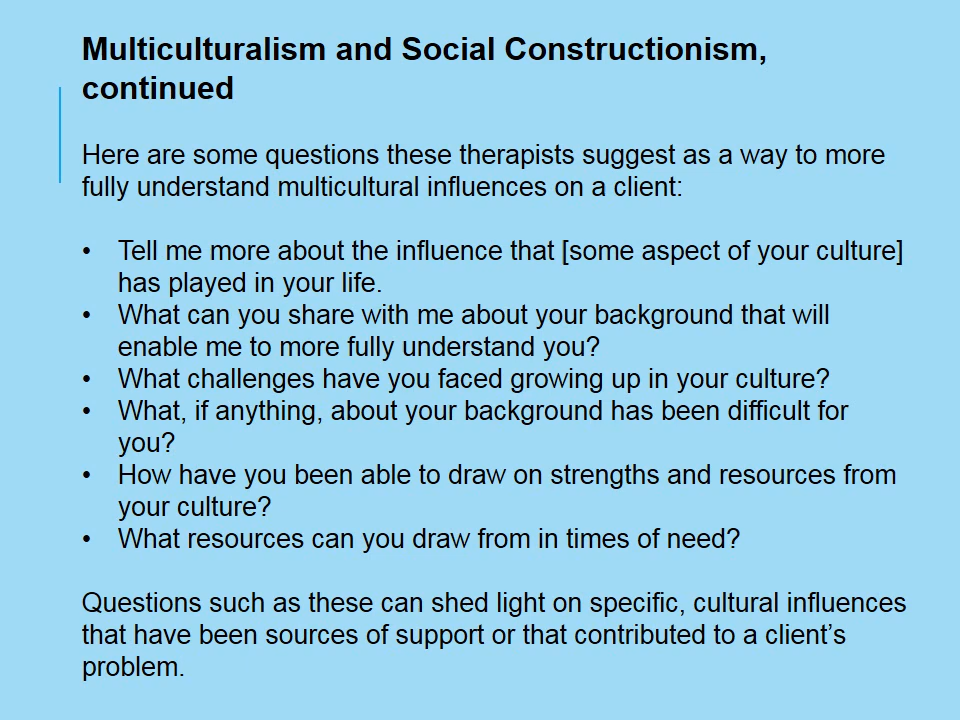 Multiculturalism and Social Constructionism,
continued
Here are some questions these therapists suggest as a way to more
fully understand multicultural influences on a client:
• Tell me more about the influence that [some aspect of your culture]
has played in your life.
• What can you share with me about your background that will
enable me to more fully understand you?
• What challenges have you faced growing up in your culture?
• What, if anything, about your background has been difficult for
you?
• How have you been able to draw on strengths and resources from
your culture?
• What resources can you draw from in times of need?
Questions such as these can shed light on specific, cultural influences
that have been sources of support or that contributed to a client’s
problem.